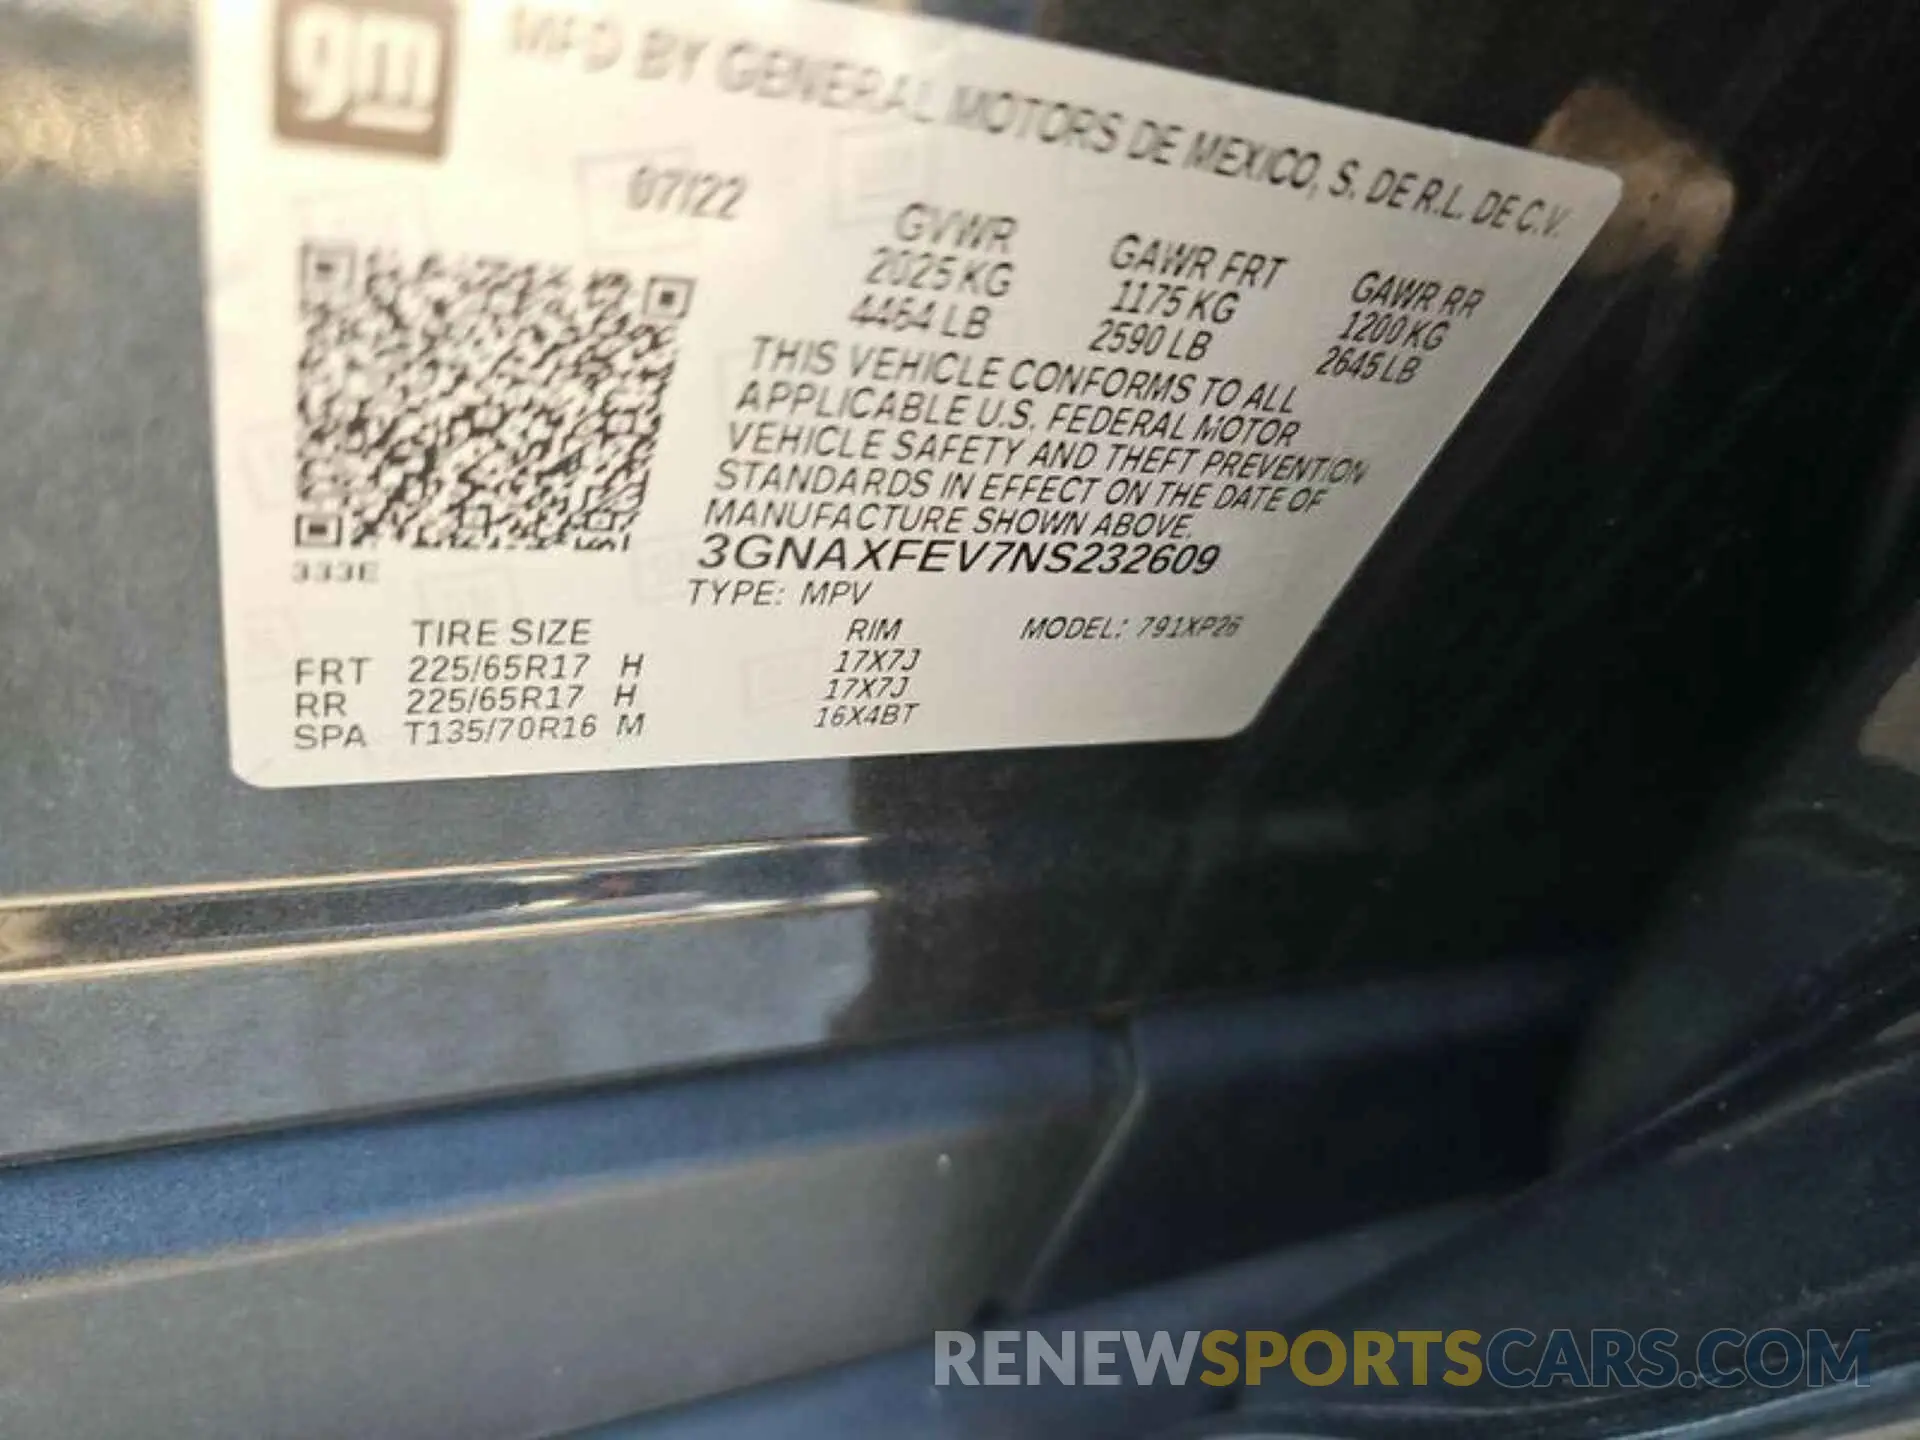 gm
MFD BY GENERAL MOTORS DE MEXICO, S. DE R.L. DE C.V.
07/22
GVWR GAWR FRT GAWR RR
2025 KG 1175 KG 1200 KG
4464 LB 2590 LB 2645 LB
THIS VEHICLE CONFORMS TO ALL
APPLICABLE U.S. FEDERAL MOTOR
VEHICLE SAFETY AND THEFT PREVENTION
STANDARDS IN EFFECT ON THE DATE OF
MANUFACTURE SHOWN ABOVE.
3GNAXFEV7NS232609
333E
TYPE: MPV
TIRE SIZE RIM MODEL: 791XP26
FRT 225/65R17 H 17X7J
RR 225/65R17 H 17X7J
SPA T135/70R16 M 16X4BT
RENEWSPORTSCARS.COM